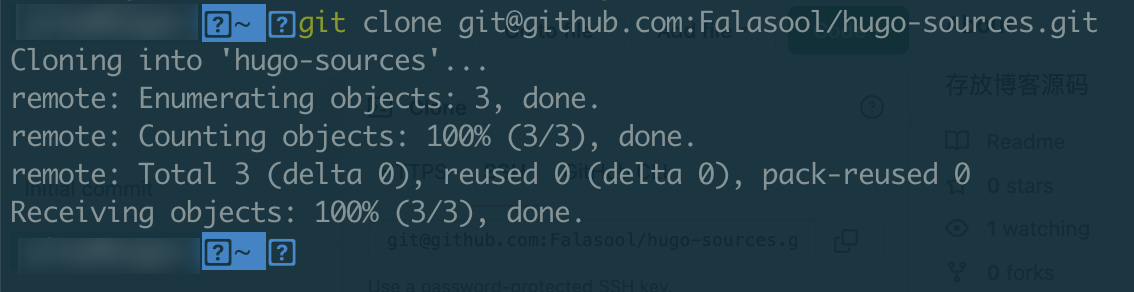 ~ git clone git@github.com:Falasool/hugo-sources.git
Cloning into 'hugo-sources'...
remote: Enumerating objects: 3, done.
remote: Counting objects: 100% (3/3), done.
remote: Total 3 (delta 0), reused 0 (delta 0), pack-reused 0
Receiving objects: 100% (3/3), done.
~
Clone
Initial commit
git@github.com:Falasool/hugo-sources.g
Use a password-protected SSH key.
存放博客源码
Readme
0 stars
1 watching
0 forks